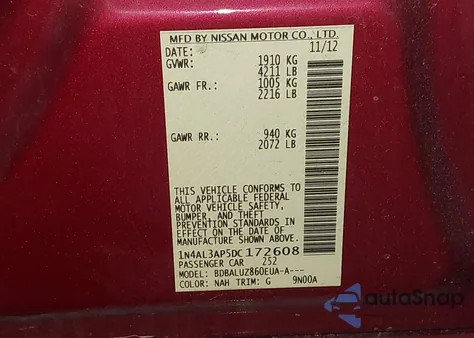 MFD BY NISSAN MOTOR CO., LTD.
DATE: 11/12
GVWR: 1910 KG
4211 LB
GAWR FR: 1005 KG
2216 LB
GAWR RR: 940 KG
2072 LB
THIS VEHICLE CONFORMS TO
ALL APPLICABLE FEDERAL
MOTOR VEHICLE SAFETY,
BUMPER, AND THEFT
PREVENTION STANDARDS IN
EFFECT ON THE DATE OF
MANUFACTURE SHOWN ABOVE.
1N4AL3AP5DC172608
PASSENGER CAR 252
MODEL: BDBALUZ860EUA-A---
COLOR: NAH TRIM: G 9N00A
autoSnap